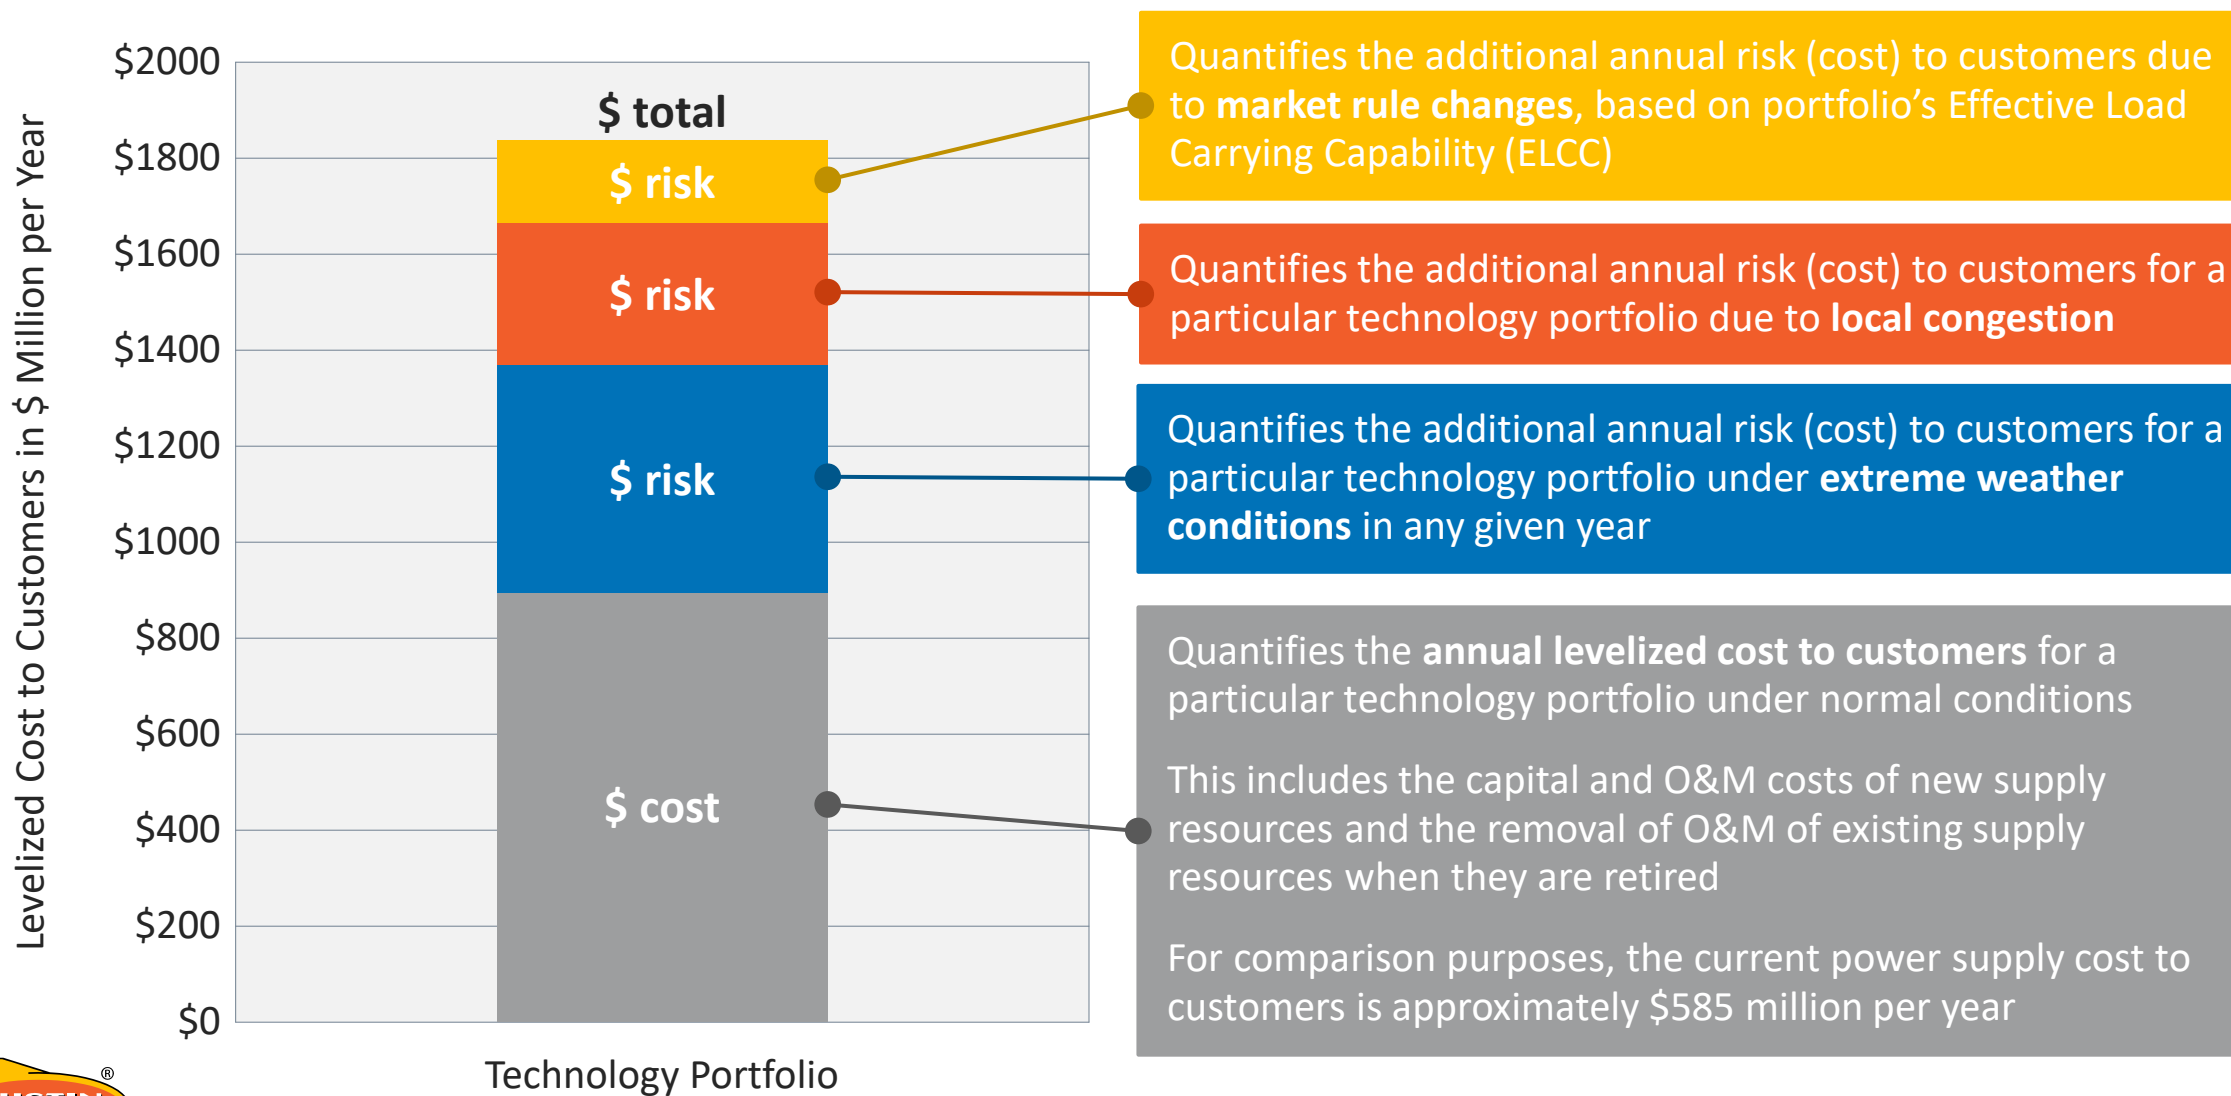 Levelized Cost to Customers in $ Million per Year
$2000
$1800
$1600
$1400
$1200
$1000
$800
$600
$400
$200
$0
$ total
$ risk
$ risk
$ risk
$ cost
Technology Portfolio
Quantifies the additional annual risk (cost) to customers due
to market rule changes, based on portfolio's Effective Load
Carrying Capability (ELCC)
Quantifies the additional annual risk (cost) to customers for a
particular technology portfolio due to local congestion
Quantifies the additional annual risk (cost) to customers for a
particular technology portfolio under extreme weather
conditions in any given year
Quantifies the annual levelized cost to customers for a
particular technology portfolio under normal conditions
This includes the capital and O&M costs of new supply
resources and the removal of O&M of existing supply
resources when they are retired
For comparison purposes, the current power supply cost to
customers is approximately $585 million per year
®